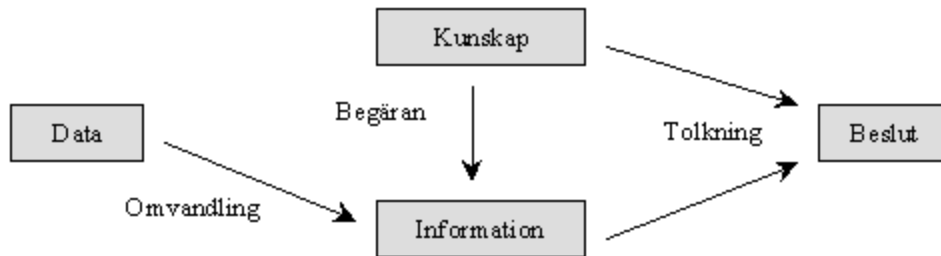 Kunskap
Begäran
Data
Tolkning
Beslut
Omvandling
Information